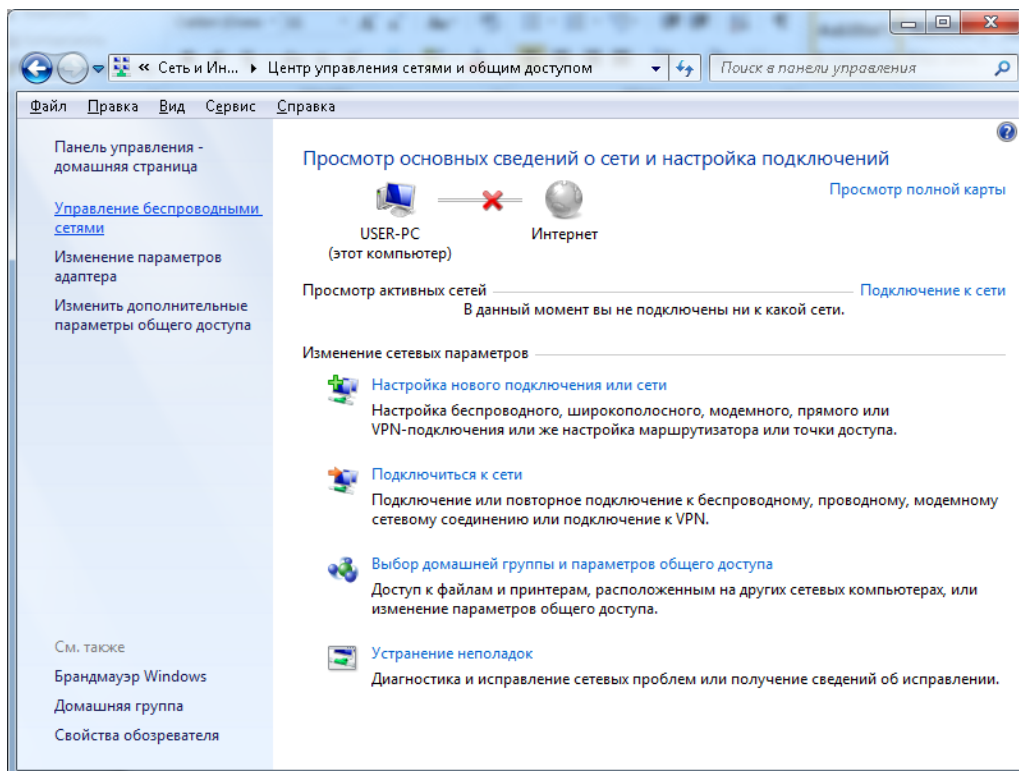 « Сеть и Ин... Центр управления сетями и общим доступом Поиск в панели управления
Файл Правка Вид Сервис Справка
Панель управления -
домашняя страница
Управление беспроводными
сетями
Изменение параметров
адаптера
Изменить дополнительные
параметры общего доступа
См. также
Брандмауэр Windows
Домашняя группа
Свойства обозревателя
Просмотр основных сведений о сети и настройка подключений
Просмотр полной карты
USER-PC
(этот компьютер)
Интернет
Просмотр активных сетей Подключение к сети
В данный момент вы не подключены ни к какой сети.
Изменение сетевых параметров
Настройка нового подключения или сети
Настройка беспроводного, широкополосного, модемного, прямого или
VPN-подключения или же настройка маршрутизатора или точки доступа.
Подключиться к сети
Подключение или повторное подключение к беспроводному, проводному, модемному
сетевому соединению или подключение к VPN.
Выбор домашней группы и параметров общего доступа
Доступ к файлам и принтерам, расположенным на других сетевых компьютерах, или
изменение параметров общего доступа.
Устранение неполадок
Диагностика и исправление сетевых проблем или получение сведений об исправлении.